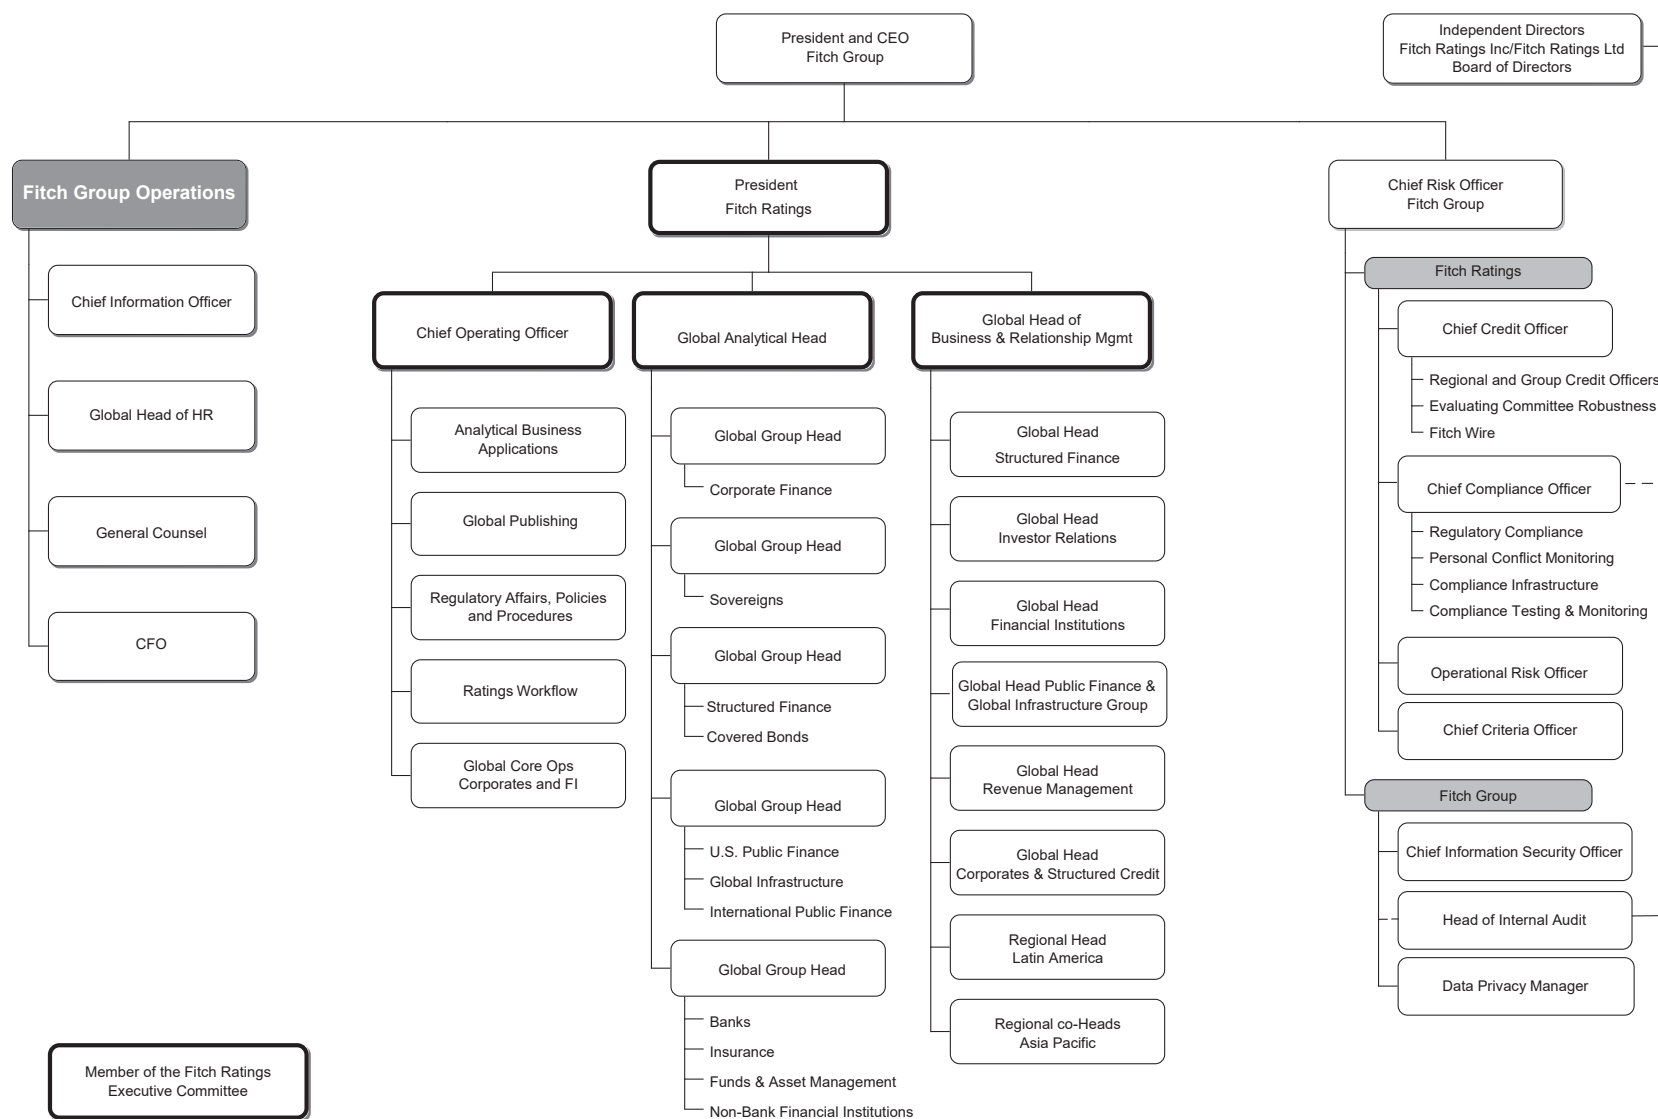 President and CEO
Fitch Group
Independent Directors
Fitch Ratings Inc/Fitch Ratings Ltd
Board of Directors
Fitch Group Operations
Chief Information Officer
Global Head of HR
General Counsel
CFO
President
Fitch Ratings
Chief Operating Officer
Analytical Business
Applications
Global Publishing
Regulatory Affairs, Policies
and Procedures
Ratings Workflow
Global Core Ops
Corporates and FI
Global Analytical Head
Global Group Head
Corporate Finance
Global Group Head
Sovereigns
Global Group Head
Structured Finance
Covered Bonds
Global Group Head
U.S. Public Finance
Global Infrastructure
International Public Finance
Global Group Head
Banks
Insurance
Funds & Asset Management
Non-Bank Financial Institutions
Global Head of
Business & Relationship Mgmt
Global Head
Structured Finance
Global Head
Investor Relations
Global Head
Financial Institutions
Global Head Public Finance &
Global Infrastructure Group
Global Head
Revenue Management
Global Head
Corporates & Structured Credit
Regional Head
Latin America
Regional co-Heads
Asia Pacific
Chief Risk Officer
Fitch Group
Fitch Ratings
Chief Credit Officer
Regional and Group Credit Officers
Evaluating Committee Robustness
Fitch Wire
Chief Compliance Officer
Regulatory Compliance
Personal Conflict Monitoring
Compliance Infrastructure
Compliance Testing & Monitoring
Operational Risk Officer
Chief Criteria Officer
Fitch Group
Chief Information Security Officer
Head of Internal Audit
Data Privacy Manager
Member of the Fitch Ratings
Executive Committee